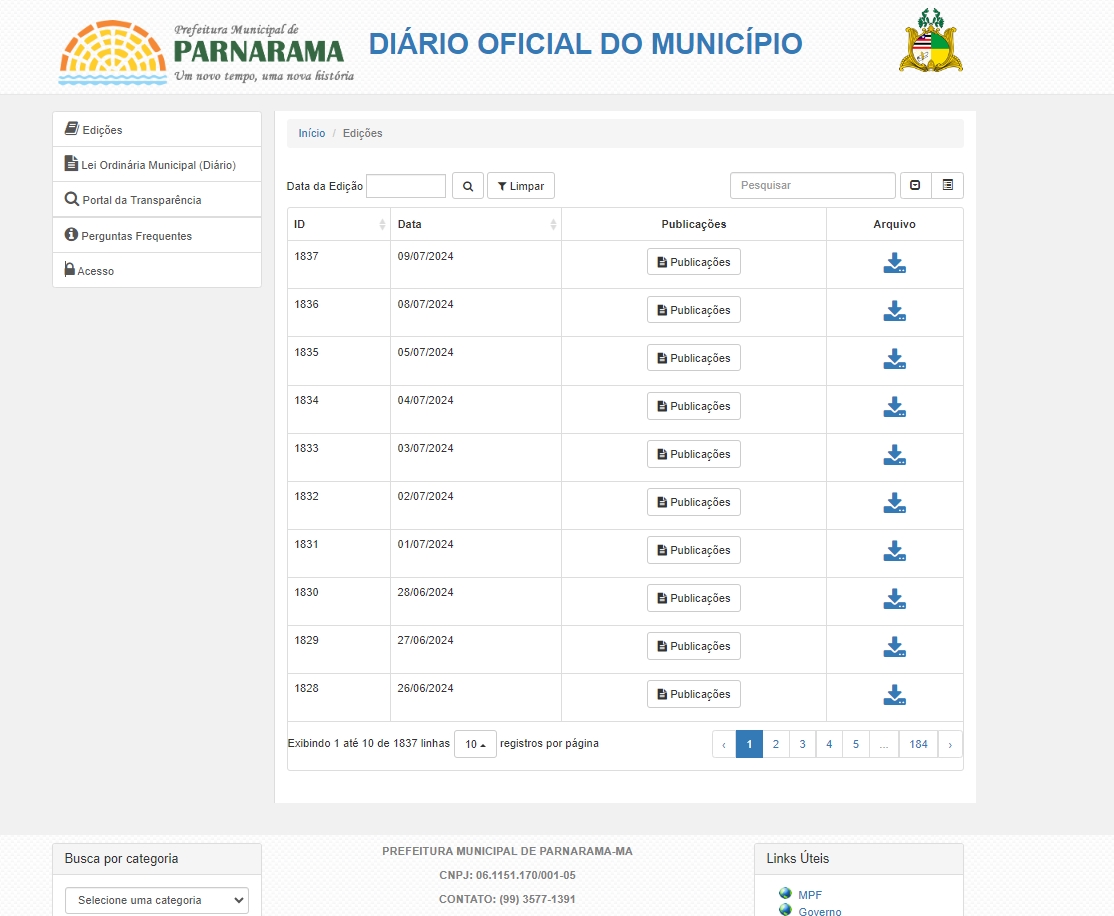 Prefeitura Municipal de
PARNARAMA
Um novo tempo, uma nova história
DIÁRIO OFICIAL DO MUNICÍPIO
Edições
Lei Ordinária Municipal (Diário)
Portal da Transparência
Perguntas Frequentes
Acesso
Início / Edições
Data da Edição Limpar Pesquisar
ID Data Publicações Arquivo
1837 09/07/2024 Publicações
1836 08/07/2024 Publicações
1835 05/07/2024 Publicações
1834 04/07/2024 Publicações
1833 03/07/2024 Publicações
1832 02/07/2024 Publicações
1831 01/07/2024 Publicações
1830 28/06/2024 Publicações
1829 27/06/2024 Publicações
1828 26/06/2024 Publicações
Exibindo 1 até 10 de 1837 linhas 10 registros por página ‹ 1 2 3 4 5 ... 184 ›
Busca por categoria
Selecione uma categoria
PREFEITURA MUNICIPAL DE PARNARAMA-MA
CNPJ: 06.1151.170/001-05
CONTATO: (99) 3577-1391
Links Úteis
MPF
Governo